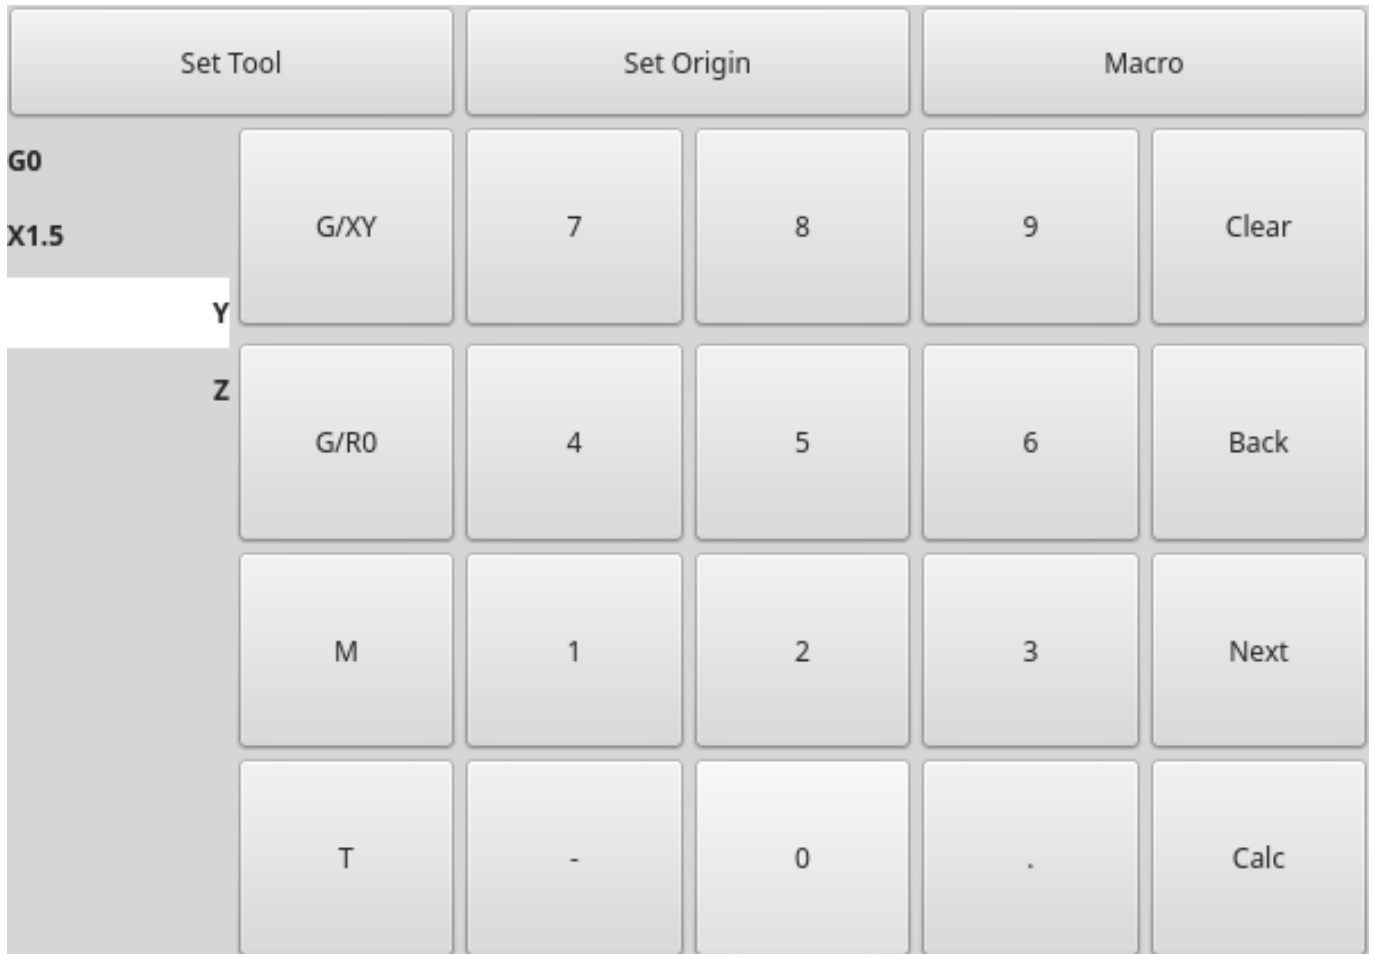 Set Tool Set Origin Macro
G0
X1.5
Y
Z
G/XY 7 8 9 Clear
G/R0 4 5 6 Back
M 1 2 3 Next
T - 0 . Calc